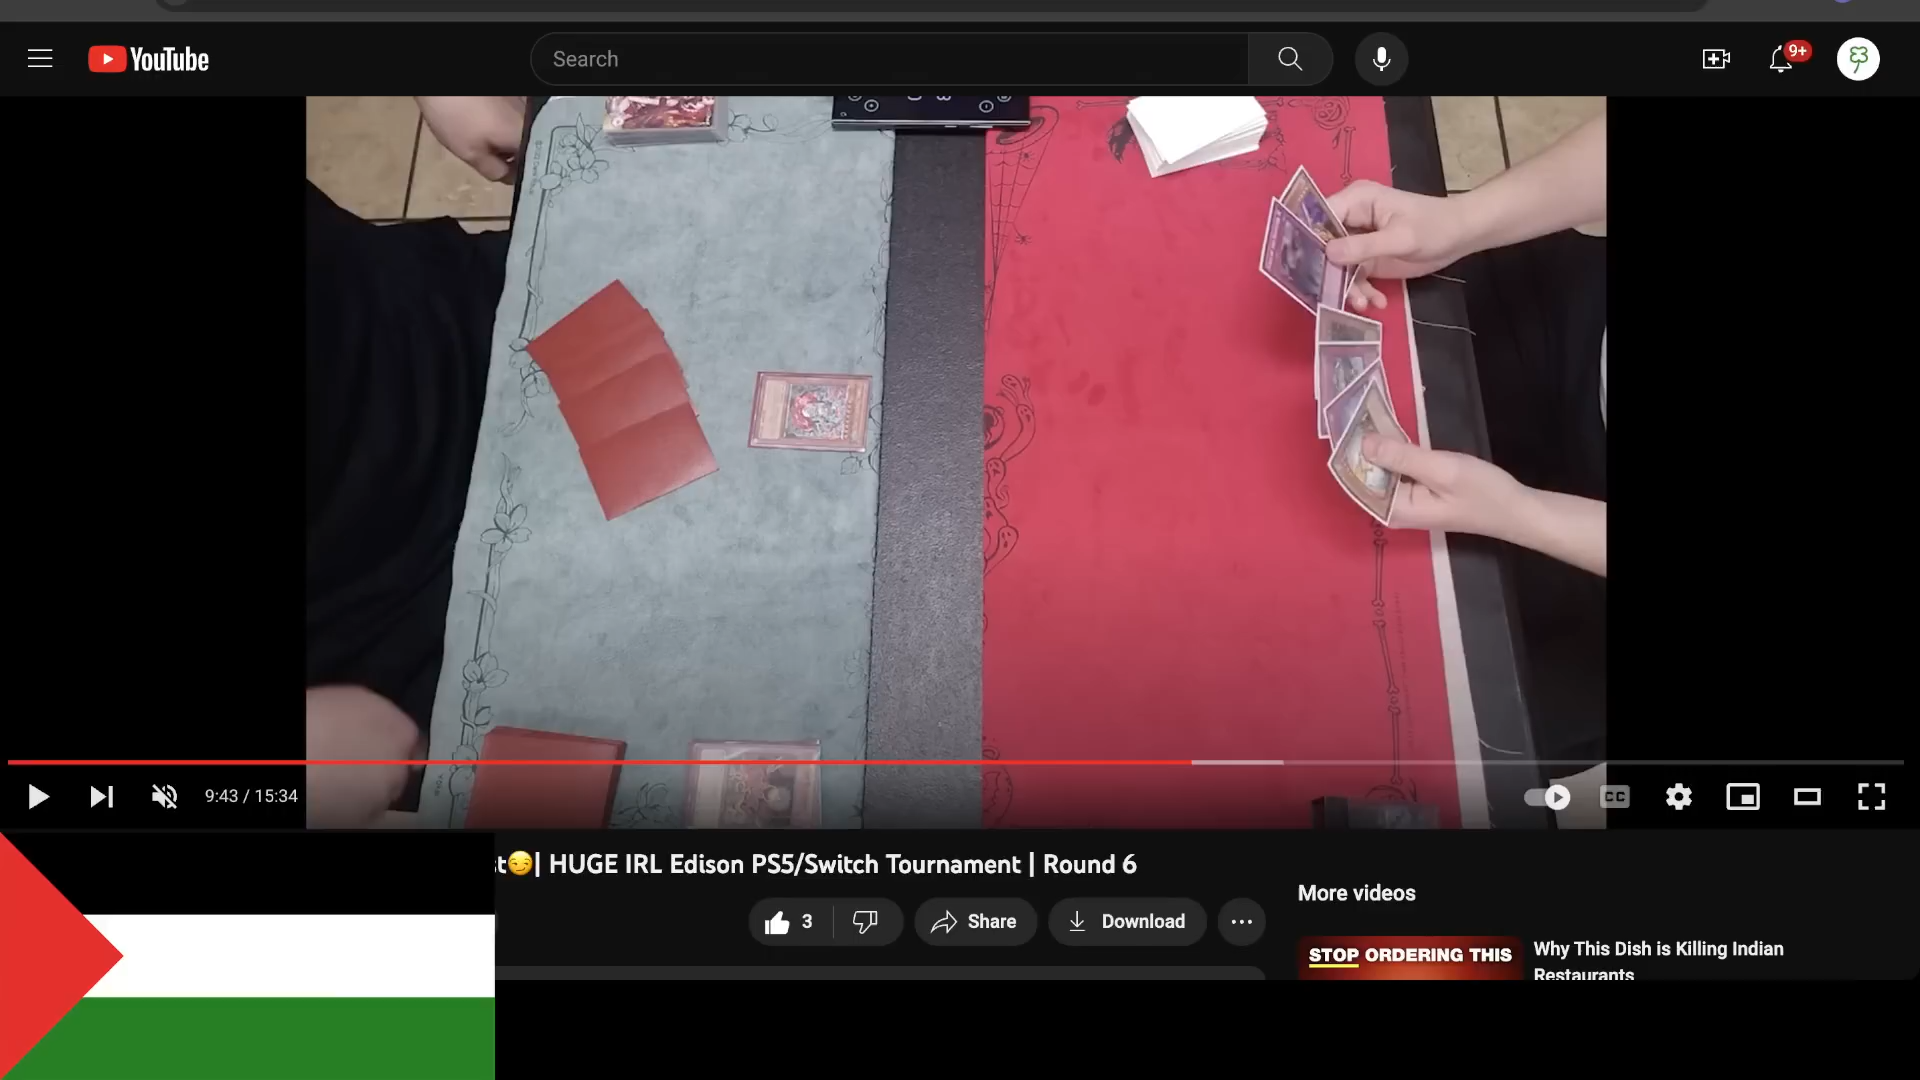 YouTube
Search
9+
9:43 / 15:34
CC
t😏| HUGE IRL Edison PS5/Switch Tournament | Round 6
3
Share
Download
More videos
STOP ORDERING THIS
Why This Dish is Killing Indian
Restaurants